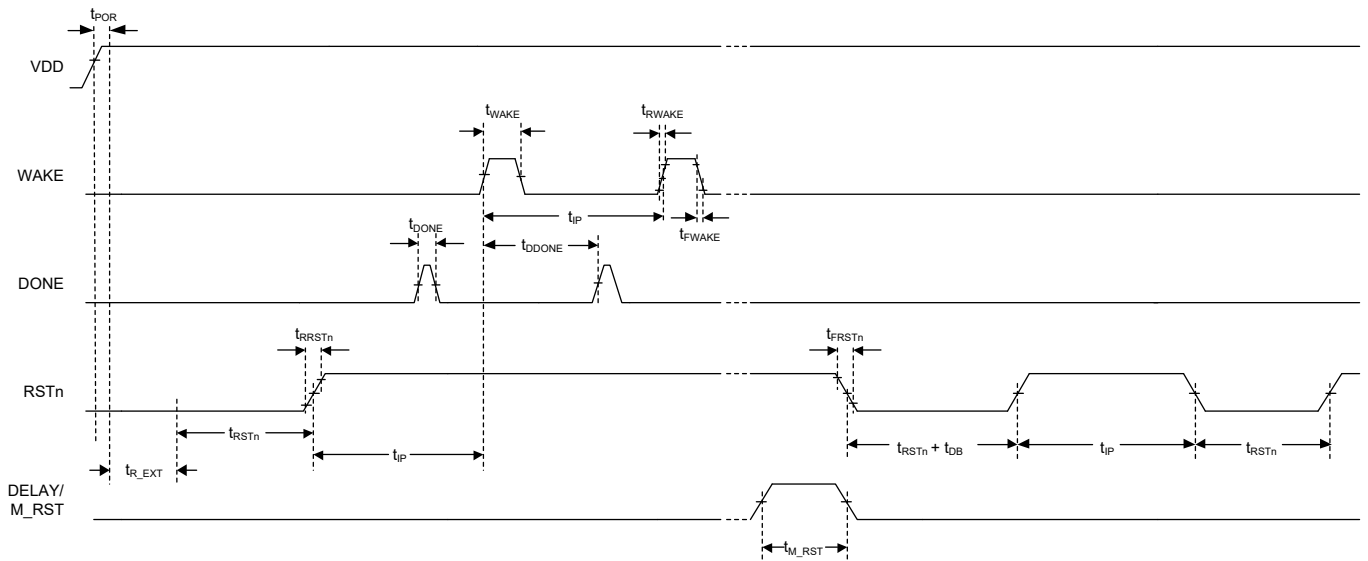 tPOR
VDD
tWAKE
tRWAKE
WAKE
tIP
tFWAKE
tDONE
tDDONE
DONE
tRRSTn
tFRSTn
RSTn
tRSTn
tRSTn + tDB
tIP
tRSTn
tIP
tR_EXT
DELAY/
M_RST
tM_RST